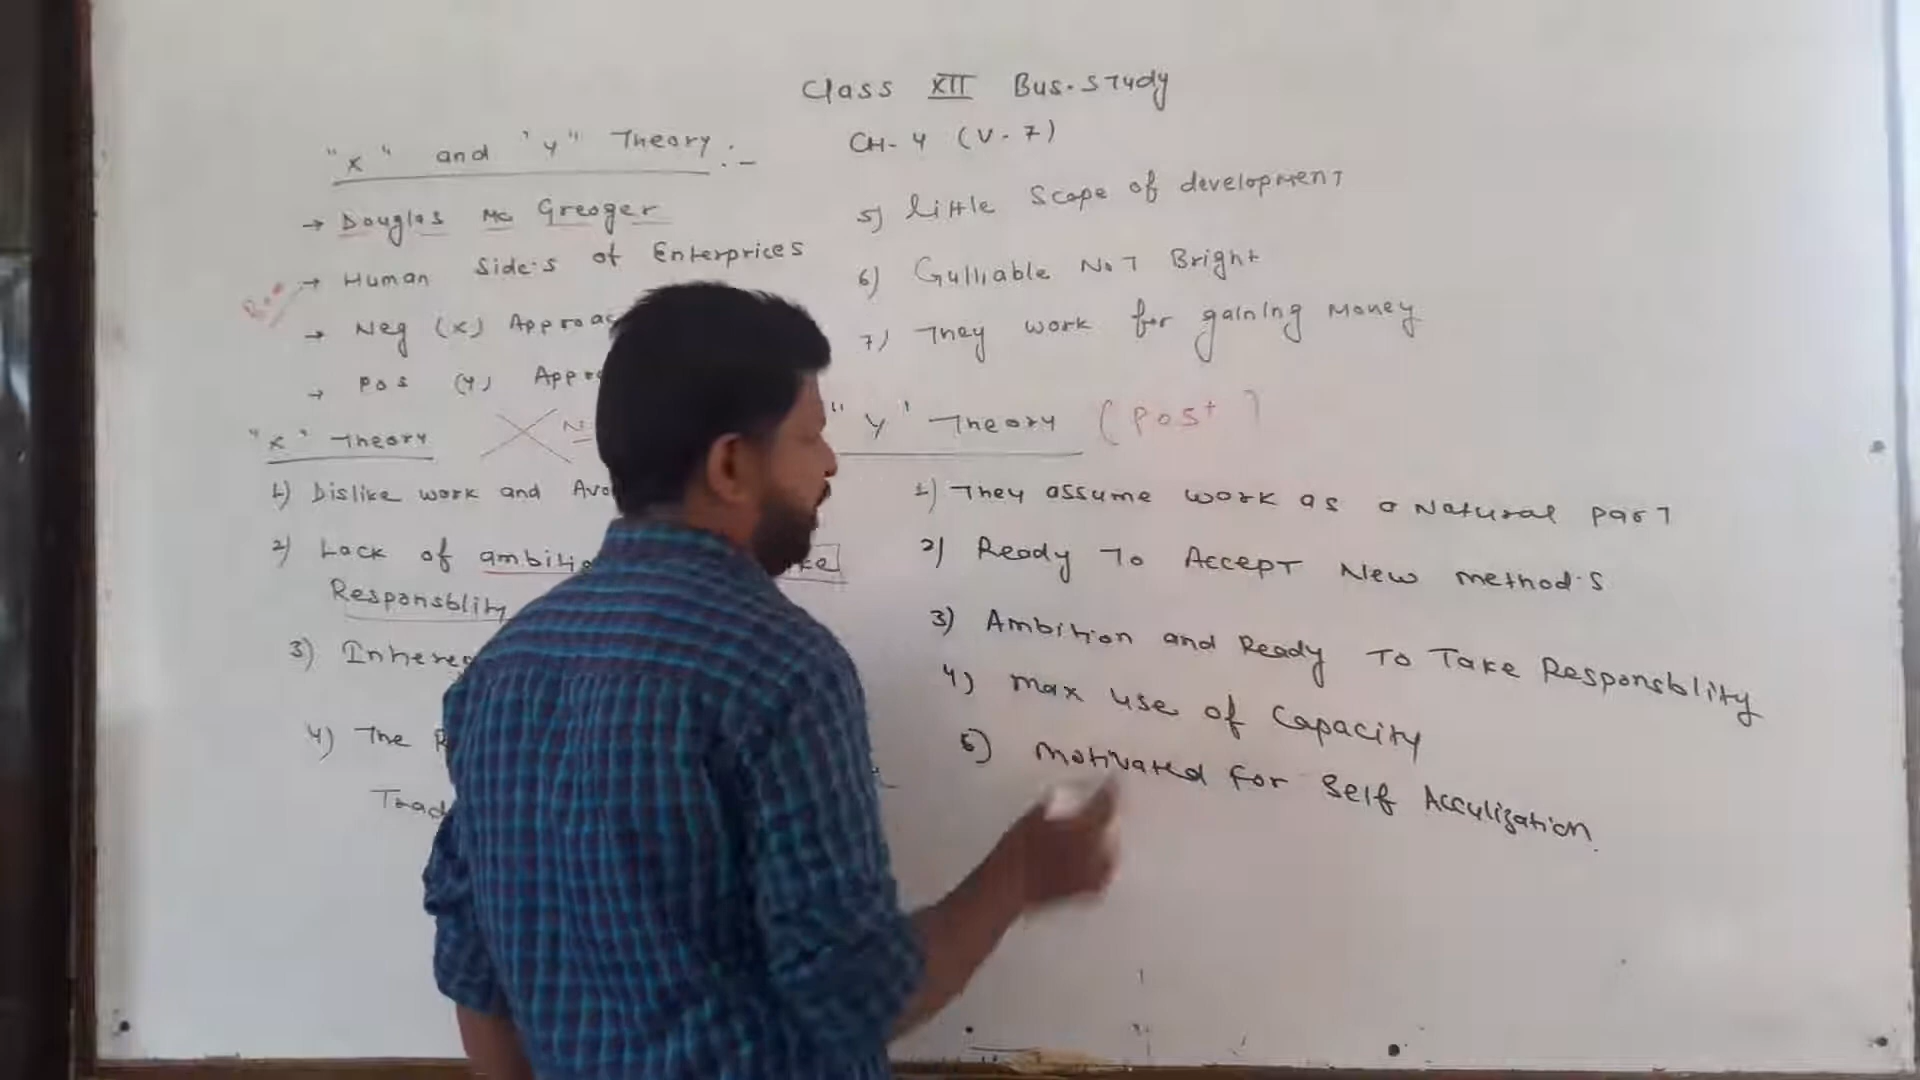 Class XII Bus. Study
CH-4 (V-7)
"X" and 'Y" Theory :-
→ Douglas Mc Greoger
→ Human Side's of Enterprices
→ Neg (X) Approac
→ Pos (Y) Appro
"X" Theory
1) Dislike work and Avo
2) Lack of ambitio
Responsblity
3) Inhere
4) The
Trad
5) little Scope of development
6) Gulliable Not Bright
7) They work for gaining Money
"Y' Theory (Post)
1) They assume work as a Natural part
2) Ready To Accept New method's
3) Ambition and Ready To Take Responsblity
4) Max use of Capacity
5) Motivated for Self Accylization